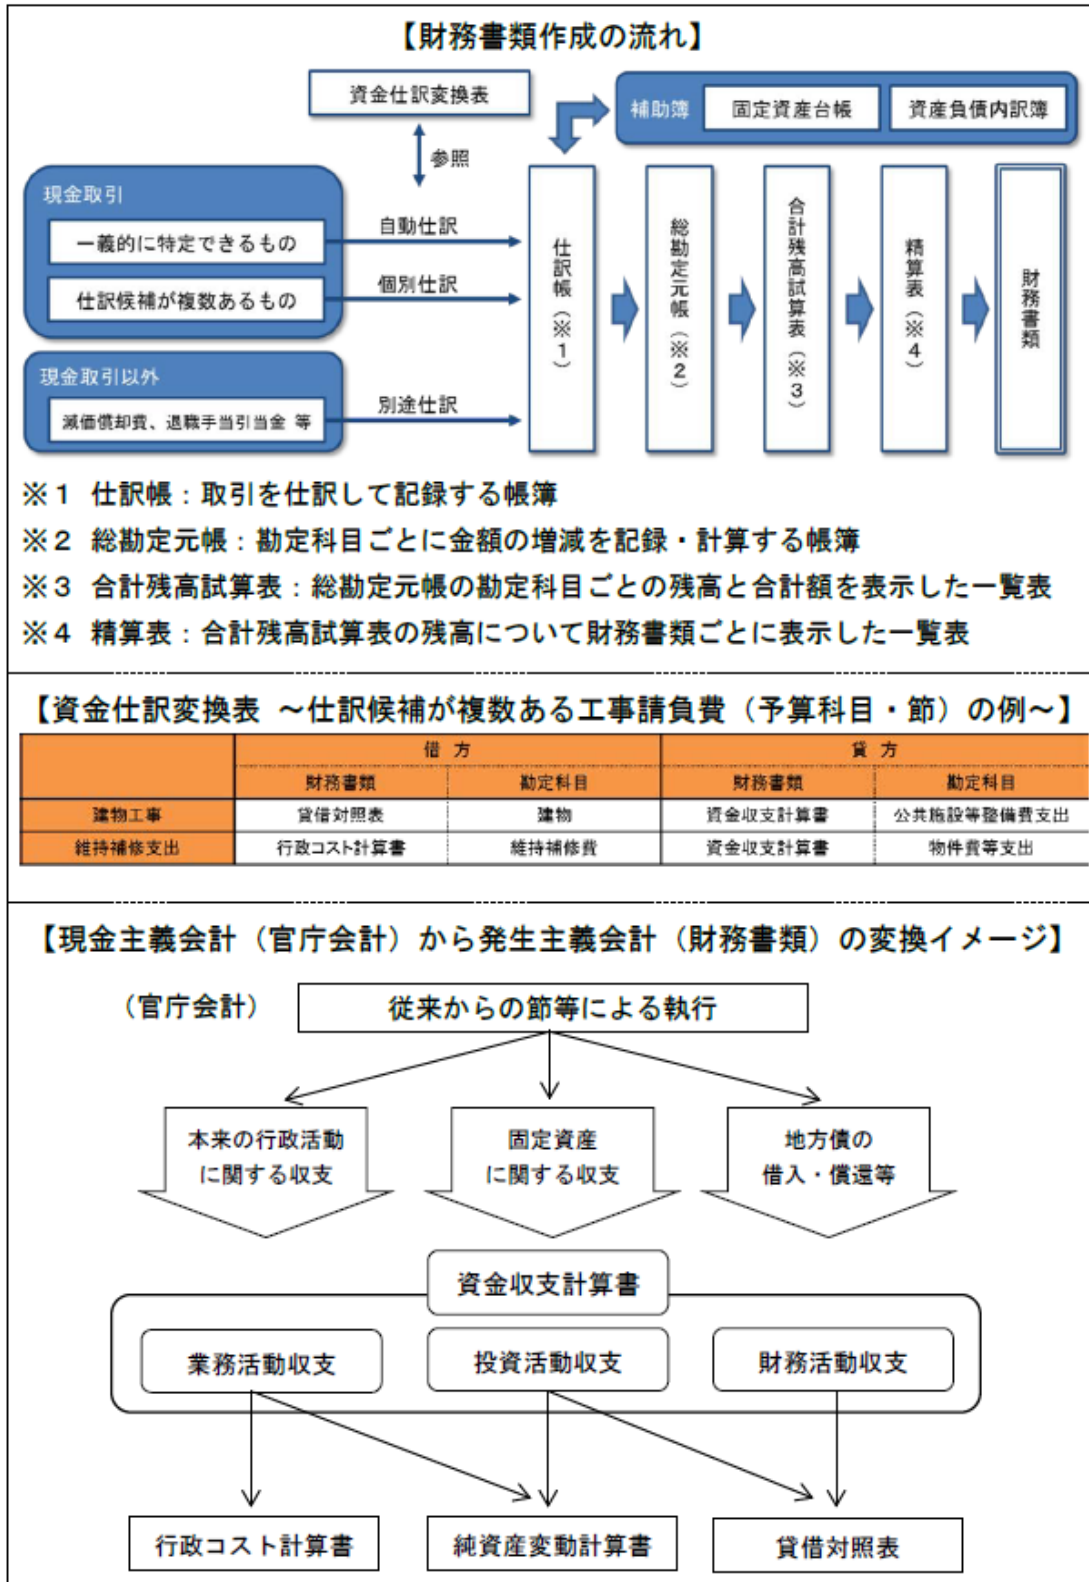 【財務書類作成の流れ】
資金仕訳変換表
補助簿
固定資産台帳
資産負債内訳簿
参照
現金取引
一義的に特定できるもの
仕訳候補が複数あるもの
自動仕訳
個別仕訳
現金取引以外
減価償却費、退職手当引当金 等
別途仕訳
仕訳帳（※１）
総勘定元帳（※２）
合計残高試算表（※３）
精算表（※４）
財務書類
※１ 仕訳帳：取引を仕訳して記録する帳簿
※２ 総勘定元帳：勘定科目ごとに金額の増減を記録・計算する帳簿
※３ 合計残高試算表：総勘定元帳の勘定科目ごとの残高と合計額を表示した一覧表
※４ 精算表：合計残高試算表の残高について財務書類ごとに表示した一覧表
【資金仕訳変換表 ～仕訳候補が複数ある工事請負費（予算科目・節）の例～】
借 方 貸 方
財務書類 勘定科目 財務書類 勘定科目
建物工事 貸借対照表 建物 資金収支計算書 公共施設等整備費支出
維持補修支出 行政コスト計算書 維持補修費 資金収支計算書 物件費等支出
【現金主義会計（官庁会計）から発生主義会計（財務書類）の変換イメージ】
（官庁会計） 従来からの節等による執行
本来の行政活動
に関する収支
固定資産
に関する収支
地方債の
借入・償還等
資金収支計算書
業務活動収支
投資活動収支
財務活動収支
行政コスト計算書
純資産変動計算書
貸借対照表